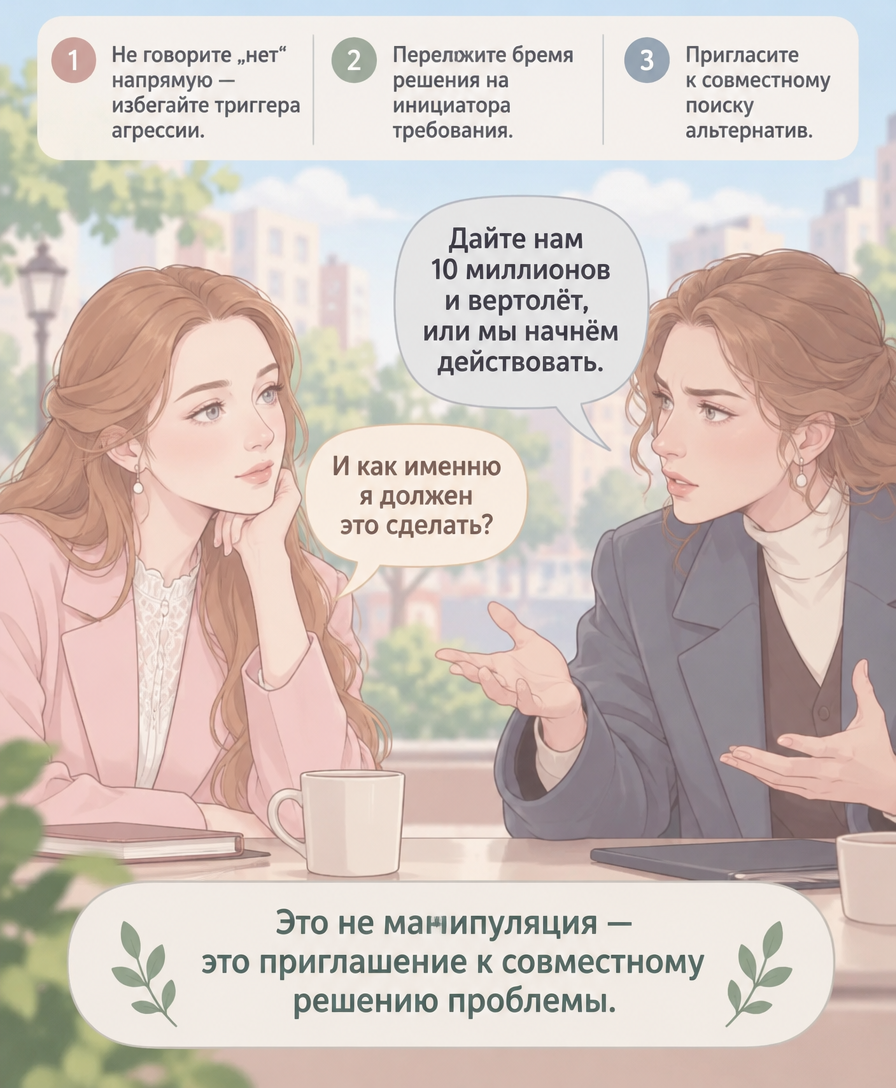 1
Не говорите „нет“
напрямую —
избегайте триггера
агрессии.
2
Переложите бремя
решения на
инициатора
требования.
3
Пригласите
к совместному
поиску
альтернатив.
Дайте нам
10 миллионов
и вертолёт,
или мы начнём
действовать.
И как именно
я должен
это сделать?
Это не манипуляция —
это приглашение к совместному
решению проблемы.